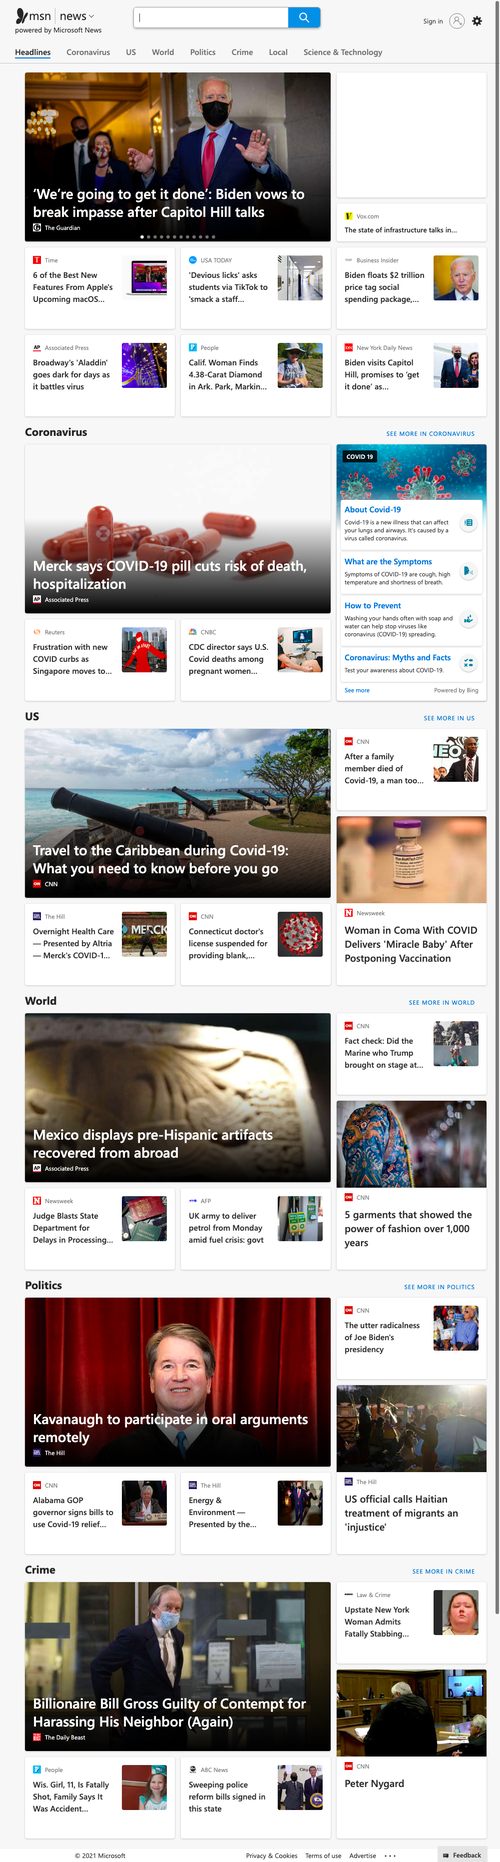 msn | news
powered by Microsoft News
Sign in
Headlines Coronavirus US World Politics Crime Local Science & Technology
'We're going to get it done': Biden vows to
break impasse after Capitol Hill talks
The Guardian
Vox.com
The state of infrastructure talks in...
Time
6 of the Best New
Features From Apple's
Upcoming macOS...
USA TODAY
'Devious licks' asks
students via TikTok to
'smack a staff...
Business Insider
Biden floats $2 trillion
price tag social
spending package,...
AP Associated Press
Broadway's 'Aladdin'
goes dark for days as
it battles virus
People
Calif. Woman Finds
4.38-Carat Diamond
in Ark. Park, Markin...
New York Daily News
Biden visits Capitol
Hill, promises to 'get
it done' as...
Coronavirus
SEE MORE IN CORONAVIRUS
Merck says COVID-19 pill cuts risk of death,
hospitalization
AP Associated Press
COVID 19
About Covid-19
Covid-19 is a new illness that can affect
your lungs and airways. It's caused by a
virus called coronavirus.
What are the Symptoms
Symptoms of COVID-19 are cough, high
temperature and shortness of breath.
How to Prevent
Washing your hands often with soap and
water can help stop viruses like
coronavirus (COVID-19) spreading.
Coronavirus: Myths and Facts
Test your awareness about COVID-19.
See more
Powered by Bing
Reuters
Frustration with new
COVID curbs as
Singapore moves to...
CNBC
CDC director says U.S.
Covid deaths among
pregnant women...
US
SEE MORE IN US
Travel to the Caribbean during Covid-19:
What you need to know before you go
CNN
CNN
After a family
member died of
Covid-19, a man too...
Newsweek
Woman in Coma With COVID
Delivers 'Miracle Baby' After
Postponing Vaccination
The Hill
Overnight Health Care
— Presented by Altria
— Merck's COVID-1...
MERCK
CNN
Connecticut doctor's
license suspended for
providing blank,...
World
SEE MORE IN WORLD
Mexico displays pre-Hispanic artifacts
recovered from abroad
AP Associated Press
CNN
Fact check: Did the
Marine who Trump
brought on stage at...
CNN
5 garments that showed the
power of fashion over 1,000
years
Newsweek
Judge Blasts State
Department for
Delays in Processing...
AFP
UK army to deliver
petrol from Monday
amid fuel crisis: govt
Politics
SEE MORE IN POLITICS
Kavanaugh to participate in oral arguments
remotely
The Hill
CNN
The utter radicalness
of Joe Biden's
presidency
The Hill
US official calls Haitian
treatment of migrants an
'injustice'
CNN
Alabama GOP
governor signs bills to
use Covid-19 relief...
The Hill
Energy &
Environment —
Presented by the...
Crime
SEE MORE IN CRIME
Billionaire Bill Gross Guilty of Contempt for
Harassing His Neighbor (Again)
The Daily Beast
Law & Crime
Upstate New York
Woman Admits
Fatally Stabbing...
CNN
Peter Nygard
People
Wis. Girl, 11, Is Fatally
Shot, Family Says It
Was Accident...
ABC News
Sweeping police
reform bills signed in
this state
© 2021 Microsoft
Privacy & Cookies Terms of use Advertise ...
Feedback